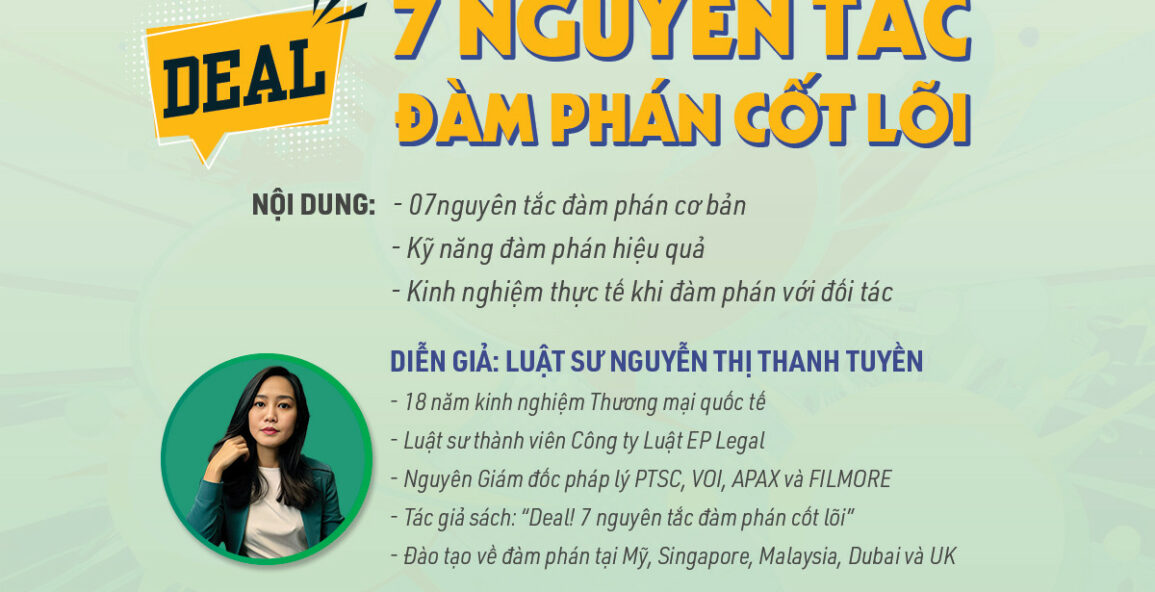 DEAL
7 NGUYÊN TẮC
ĐÀM PHÁN CỐT LÕI
NỘI DUNG: - 07nguyên tắc đàm phán cơ bản
- Kỹ năng đàm phán hiệu quả
- Kinh nghiệm thực tế khi đàm phán với đối tác
DIỄN GIẢ: LUẬT SƯ NGUYỄN THỊ THANH TUYỀN
- 18 năm kinh nghiệm Thương mại quốc tế
- Luật sư thành viên Công ty Luật EP Legal
- Nguyên Giám đốc pháp lý PTSC, VOI, APAX và FILMORE
- Tác giả sách: “Deal! 7 nguyên tắc đàm phán cốt lõi”
- Đào tạo về đàm phán tại Mỹ, Singapore, Malaysia, Dubai và UK